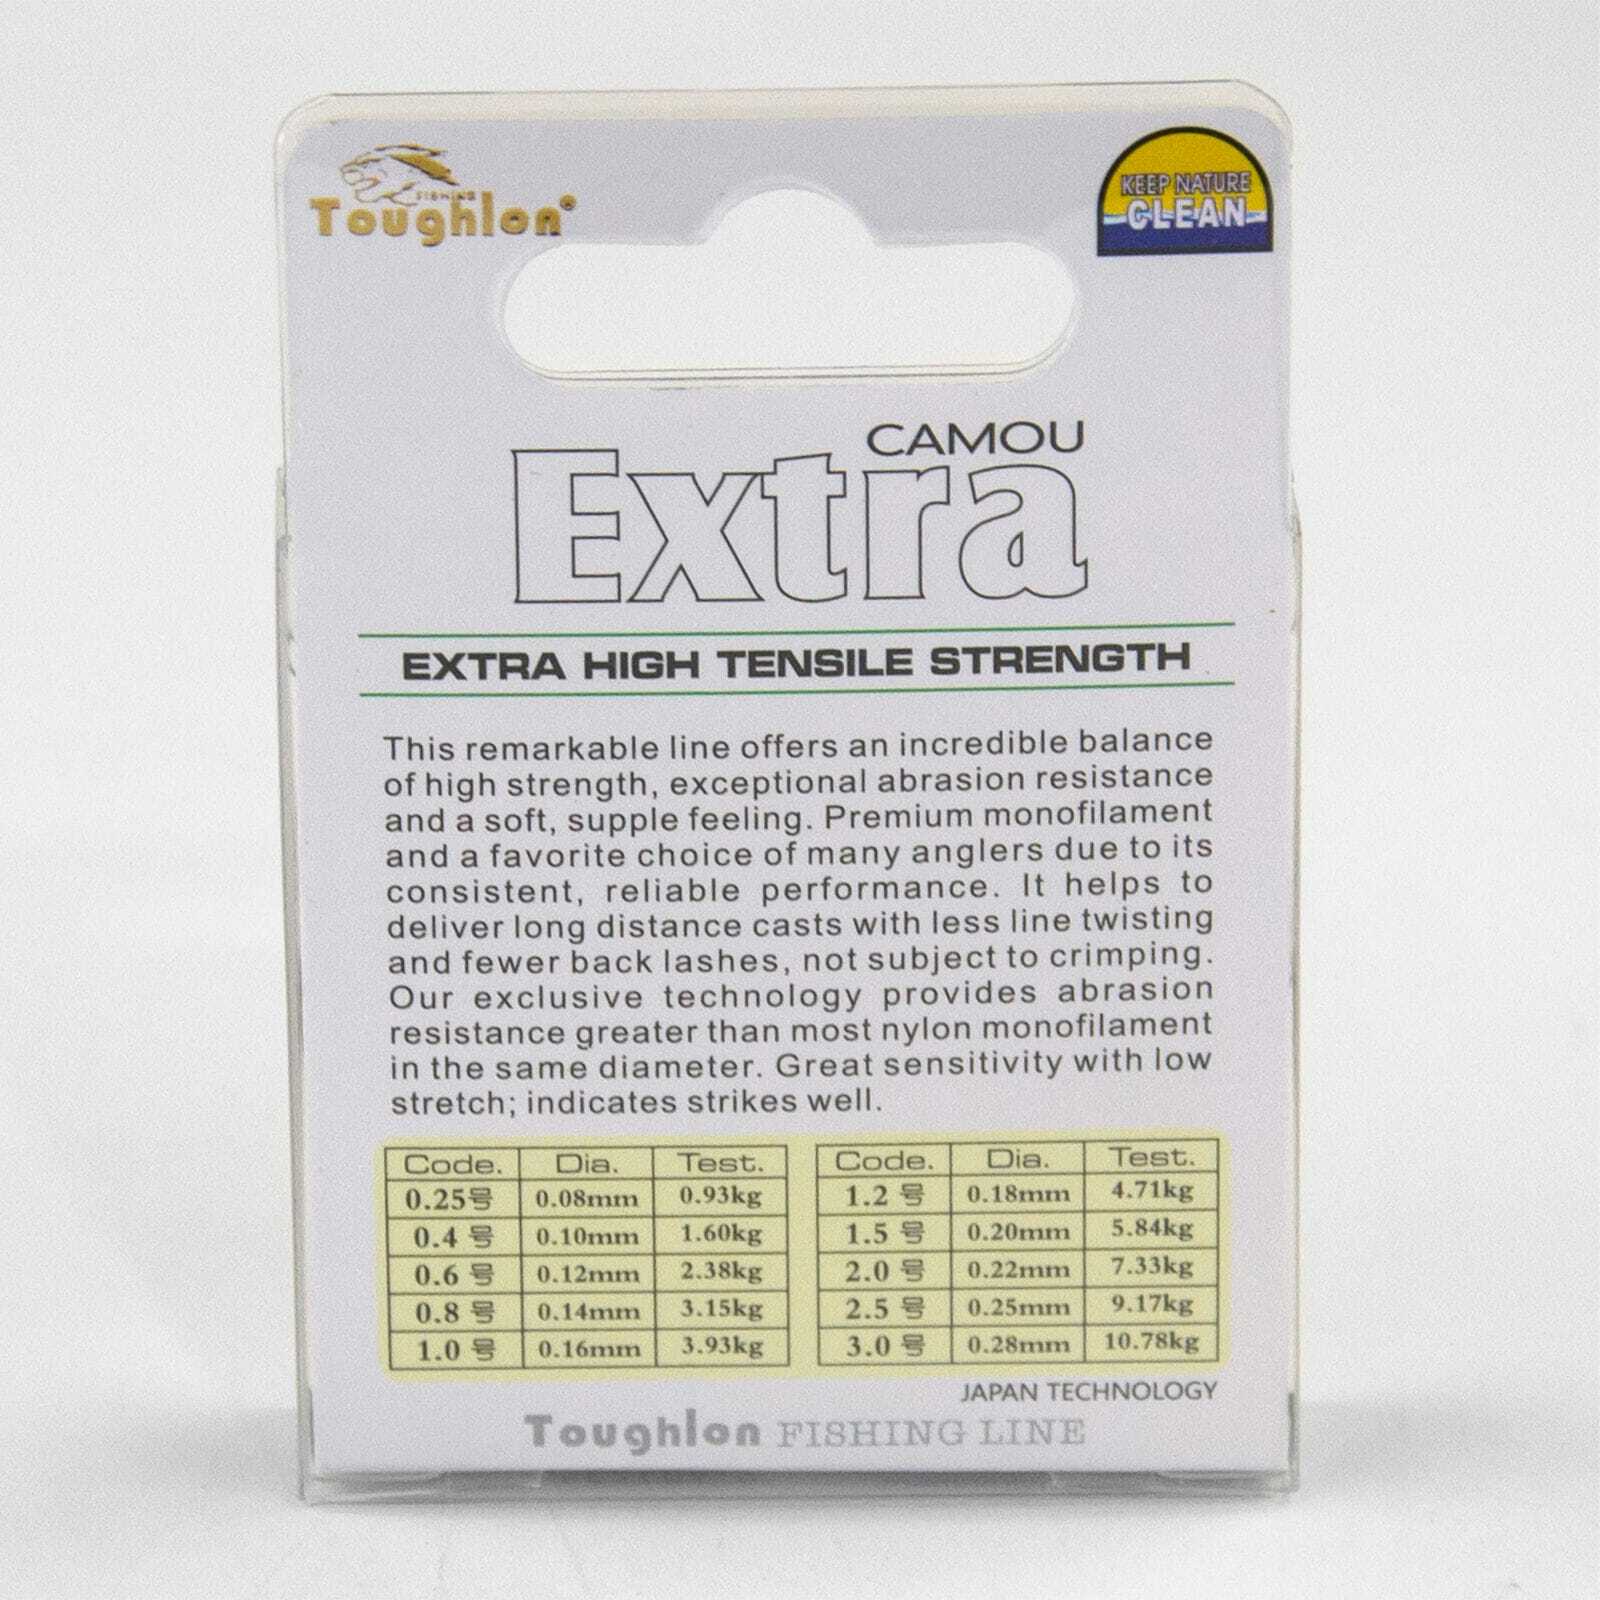 FISHING
Toughlon®
KEEP NATURE
CLEAN
CAMOU
Extra
EXTRA HIGH TENSILE STRENGTH
This remarkable line offers an incredible balance
of high strength, exceptional abrasion resistance
and a soft, supple feeling. Premium monofilament
and a favorite choice of many anglers due to its
consistent, reliable performance. It helps to
deliver long distance casts with less line twisting
and fewer back lashes, not subject to crimping.
Our exclusive technology provides abrasion
resistance greater than most nylon monofilament
in the same diameter. Great sensitivity with low
stretch; indicates strikes well.
Code. Dia. Test.
0.25号 0.08mm 0.93kg
0.4 号 0.10mm 1.60kg
0.6 号 0.12mm 2.38kg
0.8 号 0.14mm 3.15kg
1.0 号 0.16mm 3.93kg
Code. Dia. Test.
1.2 号 0.18mm 4.71kg
1.5 号 0.20mm 5.84kg
2.0 号 0.22mm 7.33kg
2.5 号 0.25mm 9.17kg
3.0 号 0.28mm 10.78kg
JAPAN TECHNOLOGY
Toughlon FISHING LINE